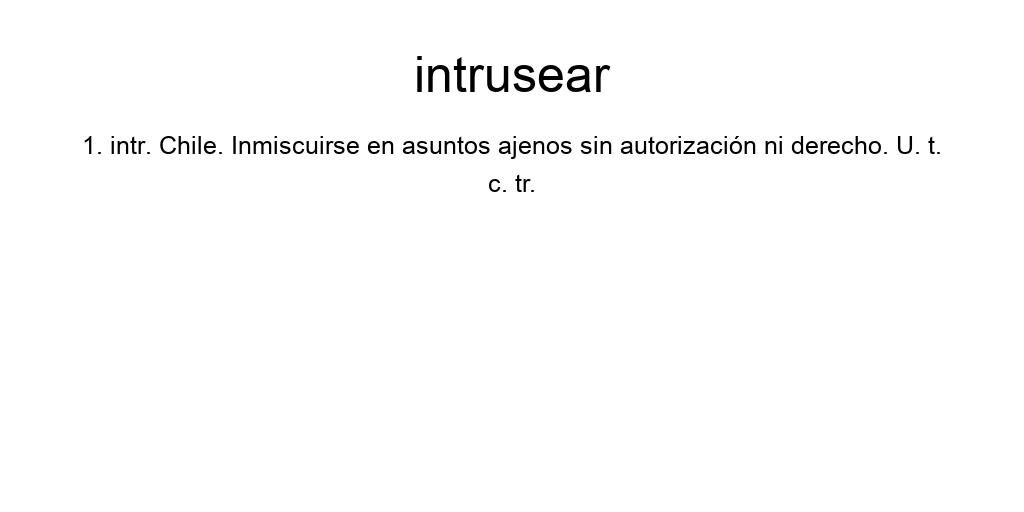 intrusear
1. intr. Chile. Inmiscuirse en asuntos ajenos sin autorización ni derecho. U. t.
c. tr.